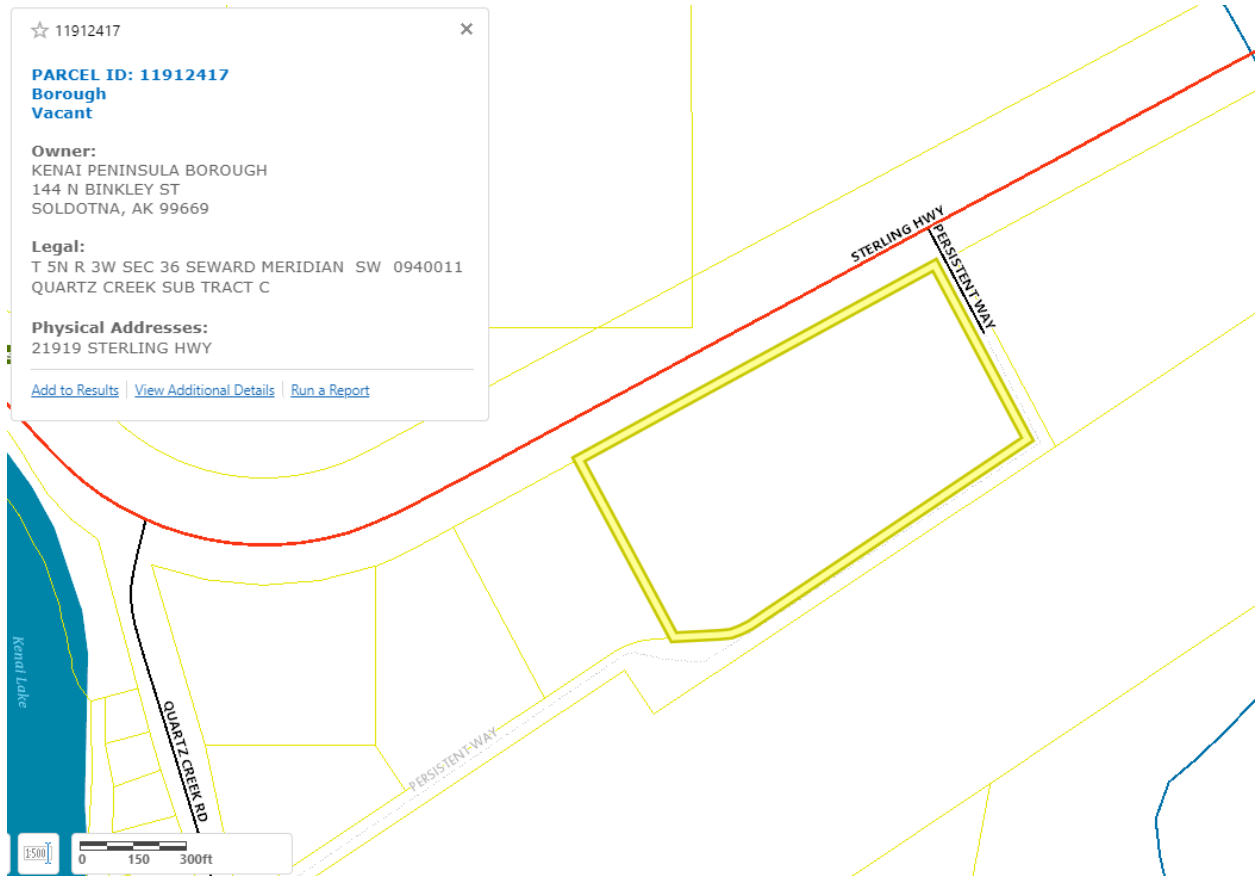 11912417
PARCEL ID: 11912417
Borough
Vacant
Owner:
KENAI PENINSULA BOROUGH
144 N BINKLEY ST
SOLDOTNA, AK 99669
Legal:
T 5N R 3W SEC 36 SEWARD MERIDIAN SW 0940011
QUARTZ CREEK SUB TRACT C
Physical Addresses:
21919 STERLING HWY
Add to Results View Additional Details Run a Report
STERLING HWY
PERSISTENT WAY
Kenai Lake
QUARTZ CREEK RD
PERSISTENT WAY
1:500
0 150 300ft